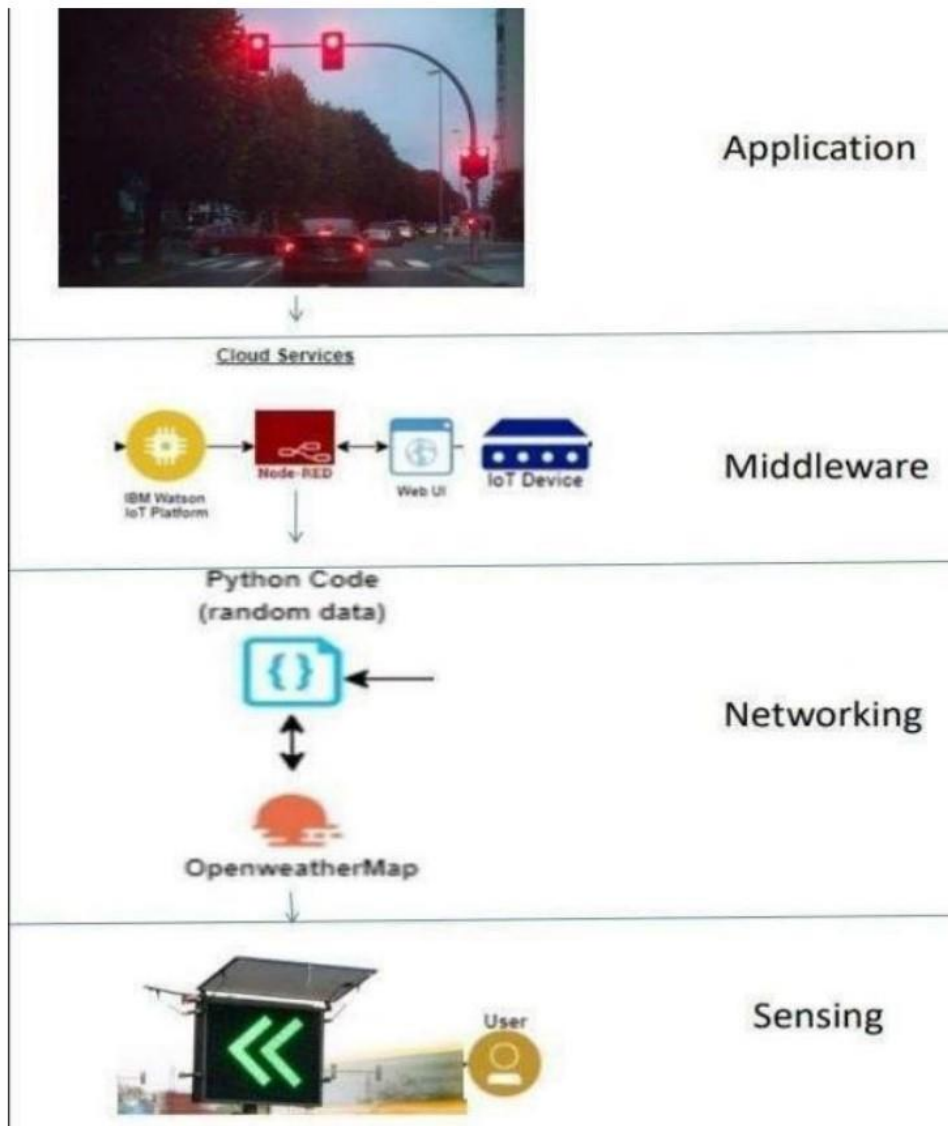 Application
Cloud Services
IBM Watson
IoT Platform
Node-RED
Web UI
IoT Device
Middleware
Python Code
(random data)
Networking
OpenweatherMap
User
Sensing